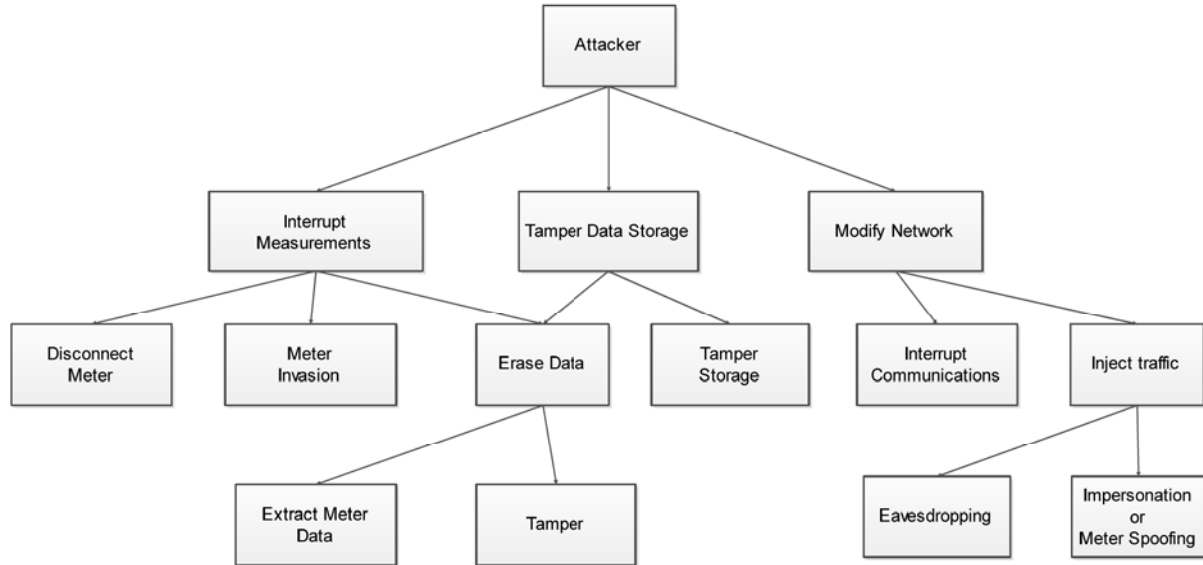 Attacker
Interrupt
Measurements
Tamper Data Storage
Modify Network
Disconnect
Meter
Meter
Invasion
Erase Data
Tamper
Storage
Interrupt
Communications
Inject traffic
Extract Meter
Data
Tamper
Eavesdropping
Impersonation
or
Meter Spoofing